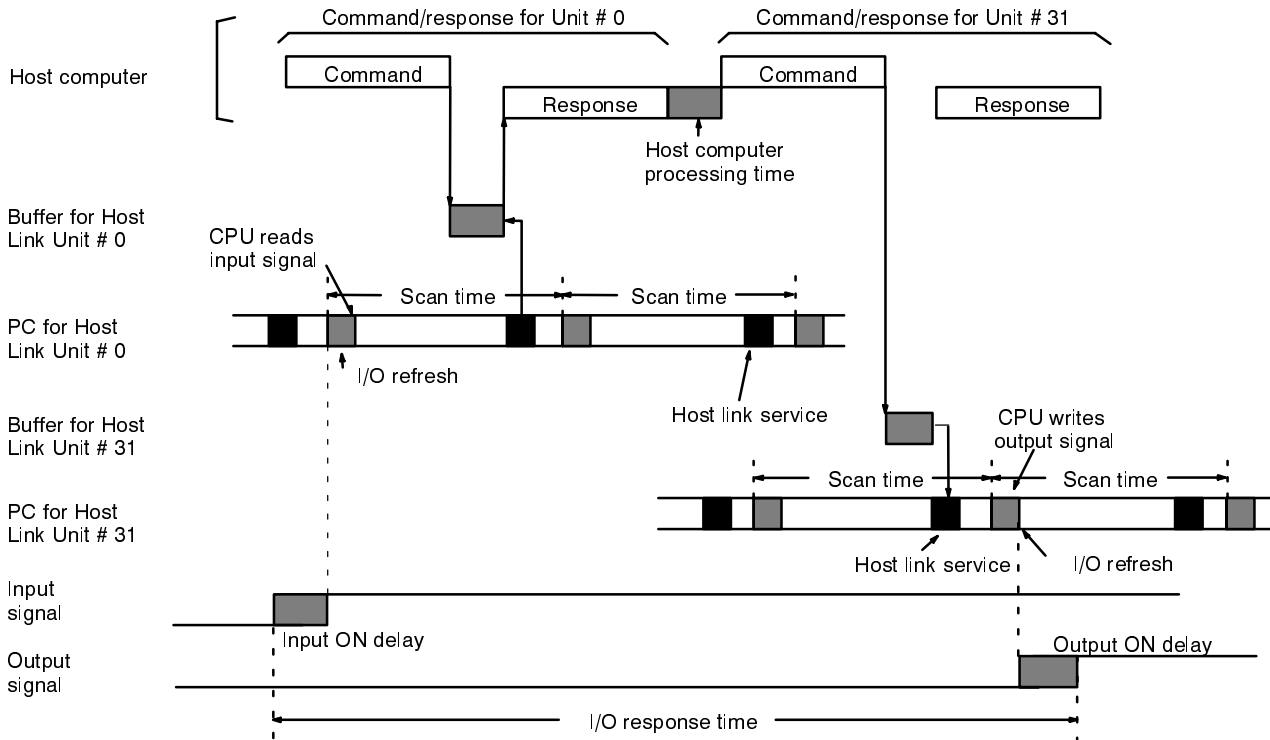 Command/response for Unit # 0
Command/response for Unit # 31
Host computer
Command
Command
Response
Response
Host computer
processing time
Buffer for Host
Link Unit # 0
CPU reads
input signal
Scan time
Scan time
PC for Host
Link Unit # 0
I/O refresh
Host link service
Buffer for Host
Link Unit # 31
CPU writes
output signal
Scan time
Scan time
PC for Host
Link Unit # 31
Host link service
I/O refresh
Input
signal
Input ON delay
Output
signal
Output ON delay
I/O response time